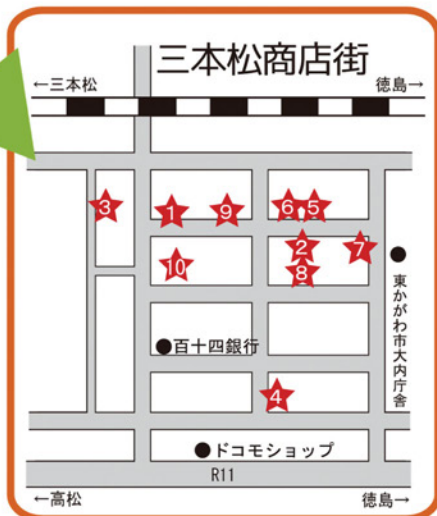 三本松商店街
←三本松
徳島→
3
1
9
6
5
10
2
7
8
東かがわ市大内庁舎
●百十四銀行
4
●ドコモショップ
R11
←高松
徳島→